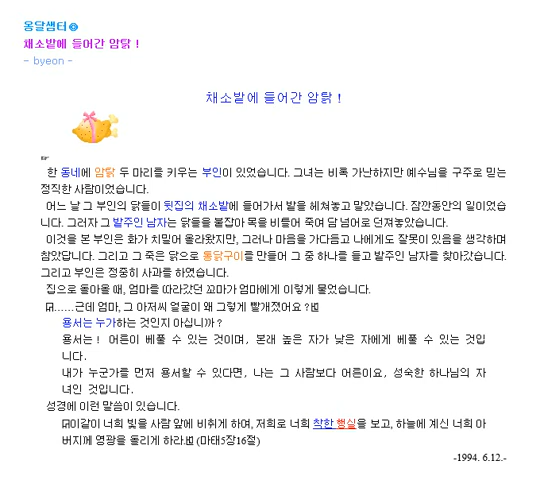 옹달샘터@
채소밭에 들어간 암탉 !
~ byeon ~
채소밭에 들어간 암탉 !
☞
한 동네에 암탉 두 마리를 키우는 부인이 있었습니다. 그녀는 비록 가난하지만 예수님을 구주로 믿는
정직한 사람이었습니다.
어느 날 그 부인의 닭들이 뒷집의 채소밭에 들어가서 밭을 헤쳐놓고 말았습니다. 잠깐동안의 일이었습
니다. 그러자 그 밭주인 남자는 닭들을 붙잡아 목을 비틀어 죽여 담 넘어로 던져놓았습니다.
이것을 본 부인은 화가 치밀어 올라왔지만, 그러나 마음을 가다듬고 나에게도 잘못이 있음을 생각하며
참았답니다. 그리고 그 죽은 닭으로 통닭구이를 만들어 그 중 하나를 들고 밭주인 남자를 찾아갔습니다.
그리고 부인은 정중히 사과를 하였습니다.
집으로 돌아올 때, 엄마를 따라갔던 꼬마가 엄마에게 이렇게 물었습니다.
……근데 엄마, 그 아저씨 얼굴이 왜 그렇게 빨개졌어요 ?
용서는 누가하는 것인지 아십니까 ?
용서는 ! 어른이 베풀 수 있는 것이며, 본래 높은 자가 낮은 자에게 베풀 수 있는 것입
니다.
내가 누군가를 먼저 용서할 수 있다면, 나는 그 사람보다 어른이요, 성숙한 하나님의 자
녀인 것입니다.
성경에 이런 말씀이 있습니다.
이같이 너희 빛을 사람 앞에 비취게 하여, 저희로 너희 착한 행실을 보고, 하늘에 계신 너희 아
버지께 영광을 돌리게 하라. (마태5장16절)
-1994. 6.12.-